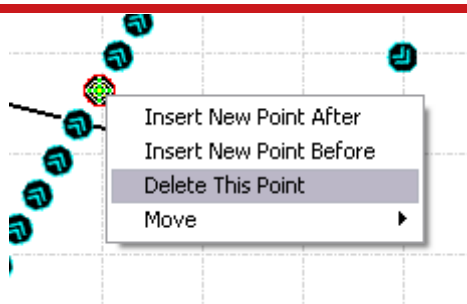 Insert New Point After
Insert New Point Before
Delete This Point
Move